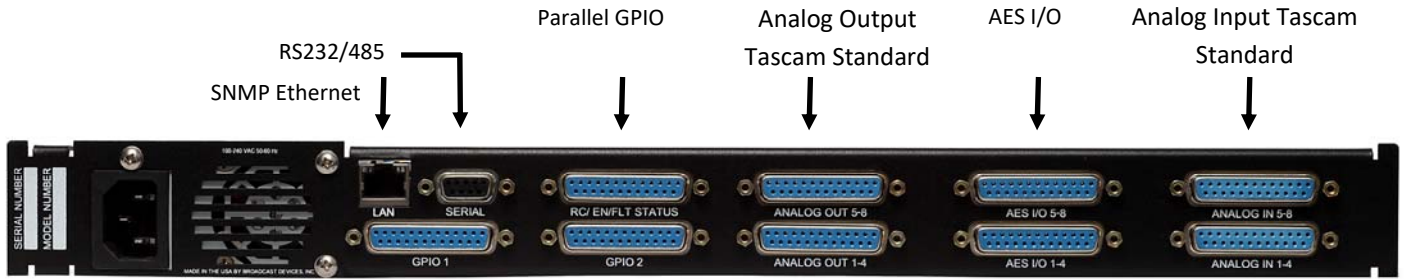 Parallel GPIO
Analog Output
Tascam Standard
AES I/O
Analog Input Tascam
Standard
RS232/485
SNMP Ethernet
SERIAL NUMBER
MODEL NUMBER
100-240 VAC 50-60 Hz
LAN
SERIAL
RC/ EN/FLT STATUS
ANALOG OUT 5-8
AES I/O 5-8
ANALOG IN 5-8
GPIO 1
GPIO 2
ANALOG OUT 1-4
AES I/O 1-4
ANALOG IN 1-4
MADE IN THE USA BY BROADCAST DEVICES, INC.